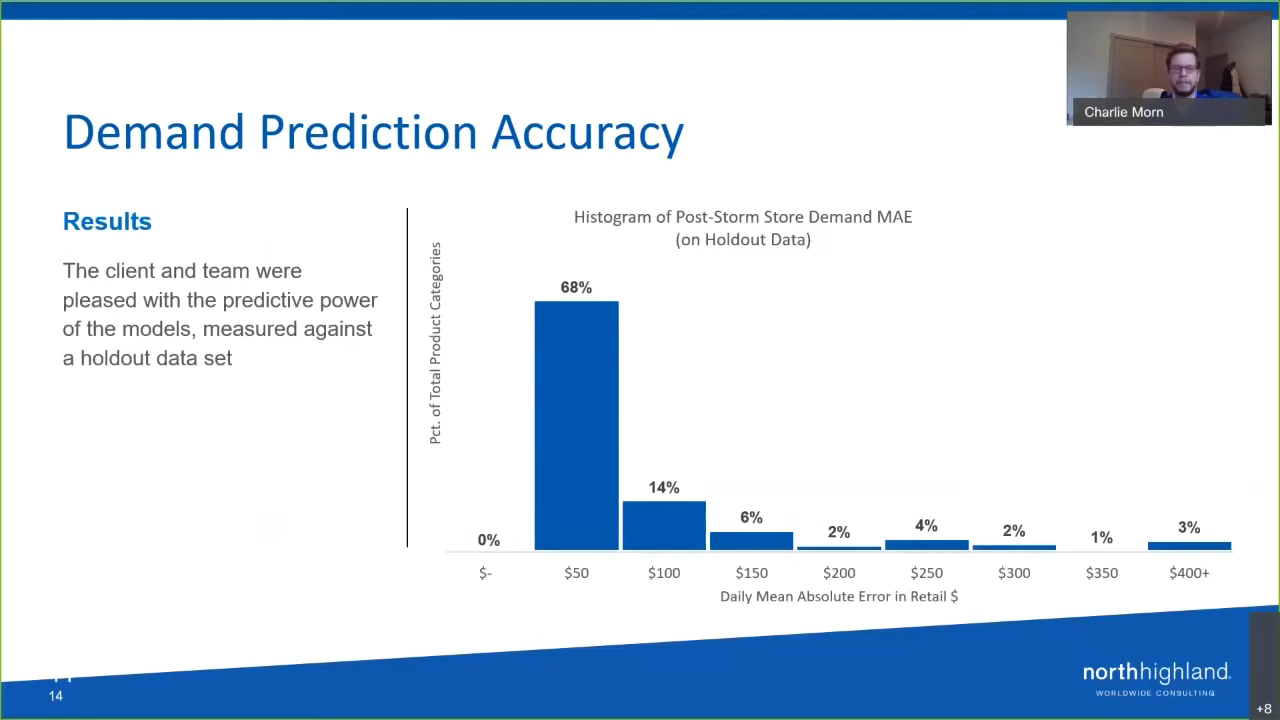 Charlie Morn
Demand Prediction Accuracy
Results
The client and team were
pleased with the predictive power
of the models, measured against
a holdout data set
Histogram of Post-Storm Store Demand MAE
(on Holdout Data)
Pct. of Total Product Categories
0%
68%
14%
6%
2%
4%
2%
1%
3%
$-
$50
$100
$150
$200
$250
$300
$350
$400+
Daily Mean Absolute Error in Retail $
14
northhighland.
WORLDWIDE CONSULTING
+8